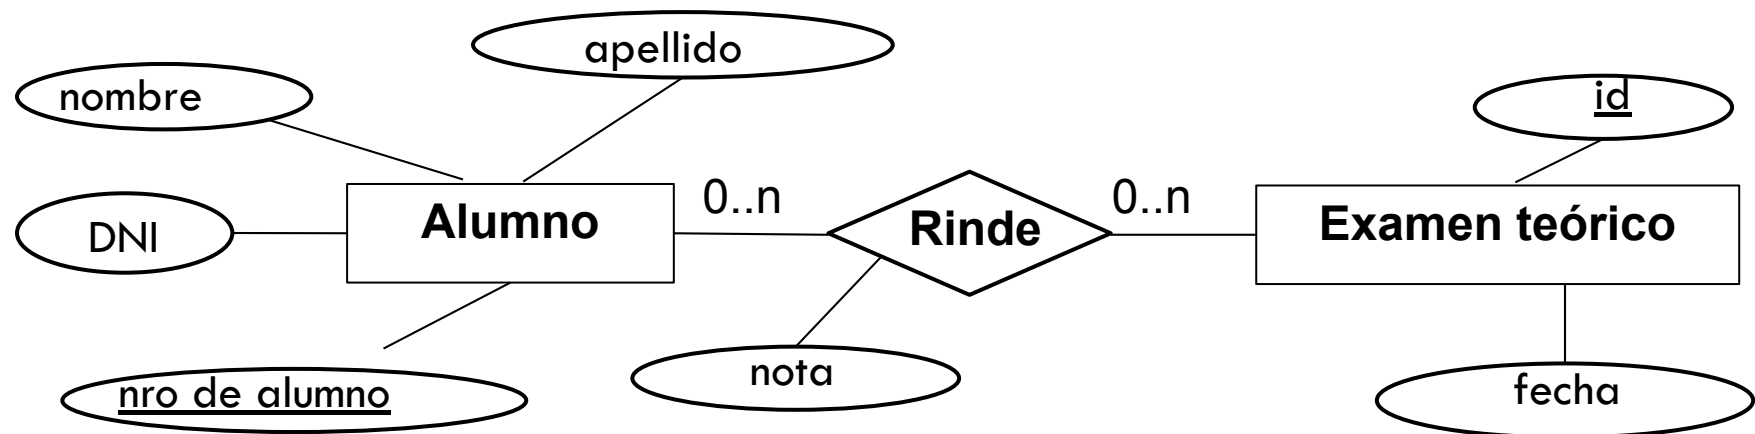 apellido
nombre
id
DNI
Alumno
0..n
Rinde
0..n
Examen teórico
nro de alumno
nota
fecha